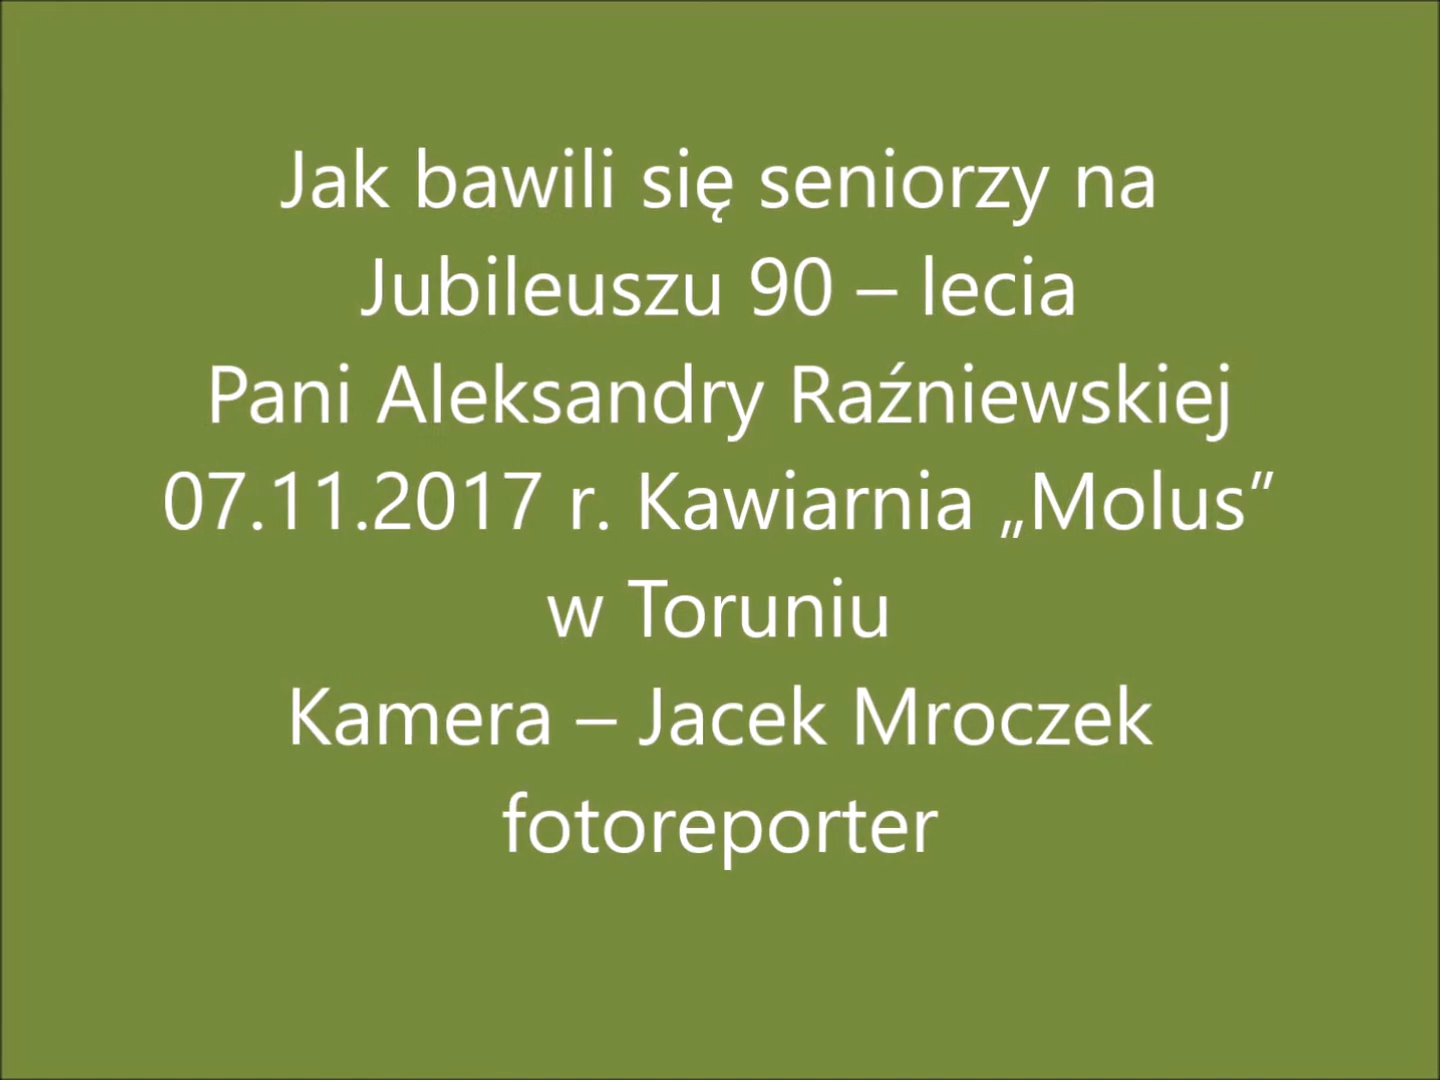 Jak bawili się seniorzy na
Jubileuszu 90 – lecia
Pani Aleksandry Raźniewskiej
07.11.2017 r. Kawiarnia „Molus”
w Toruniu
Kamera – Jacek Mroczek
fotoreporter